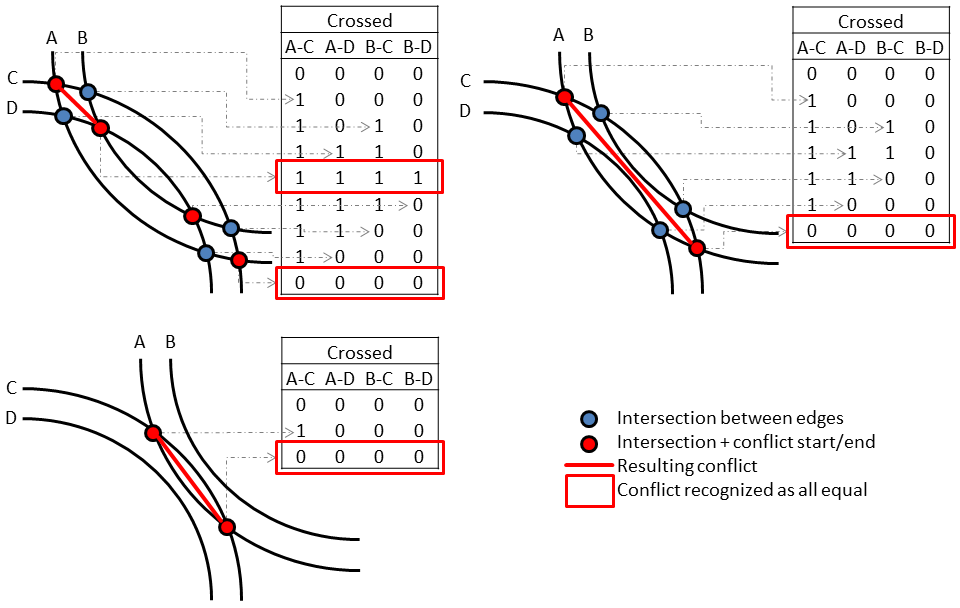 A B
C
D
Crossed
A-C A-D B-C B-D
0 0 0 0
1 0 0 0
1 0 1 0
1 1 1 0
1 1 1 1
1 1 1 0
1 1 0 0
1 0 0 0
0 0 0 0
A B
C
D
Crossed
A-C A-D B-C B-D
0 0 0 0
1 0 0 0
1 0 1 0
1 1 1 0
1 1 0 0
1 0 0 0
0 0 0 0
A B
C
D
Crossed
A-C A-D B-C B-D
0 0 0 0
1 0 0 0
0 0 0 0
Intersection between edges
Intersection + conflict start/end
Resulting conflict
Conflict recognized as all equal